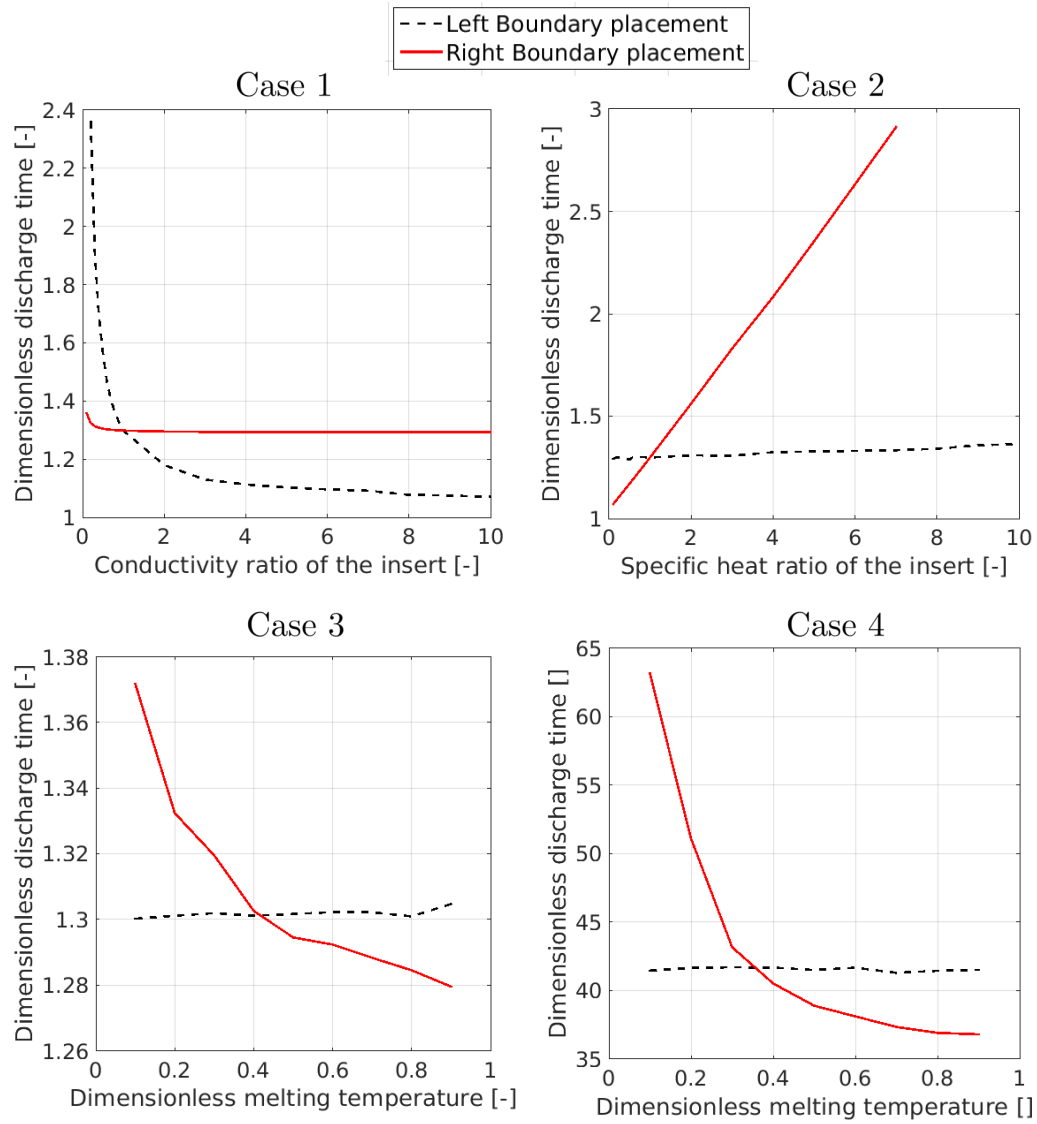 Left Boundary placement
Right Boundary placement
Case 1
Dimensionless discharge time [-]
2.4
2.2
2
1.8
1.6
1.4
1.2
1
0 2 4 6 8 10
Conductivity ratio of the insert [-]
Case 2
Dimensionless discharge time [-]
3
2.5
2
1.5
1
0 2 4 6 8 10
Specific heat ratio of the insert [-]
Case 3
Dimensionless discharge time [-]
1.38
1.36
1.34
1.32
1.3
1.28
1.26
0 0.2 0.4 0.6 0.8 1
Dimensionless melting temperature [-]
Case 4
Dimensionless discharge time []
65
60
55
50
45
40
35
0 0.2 0.4 0.6 0.8 1
Dimensionless melting temperature []